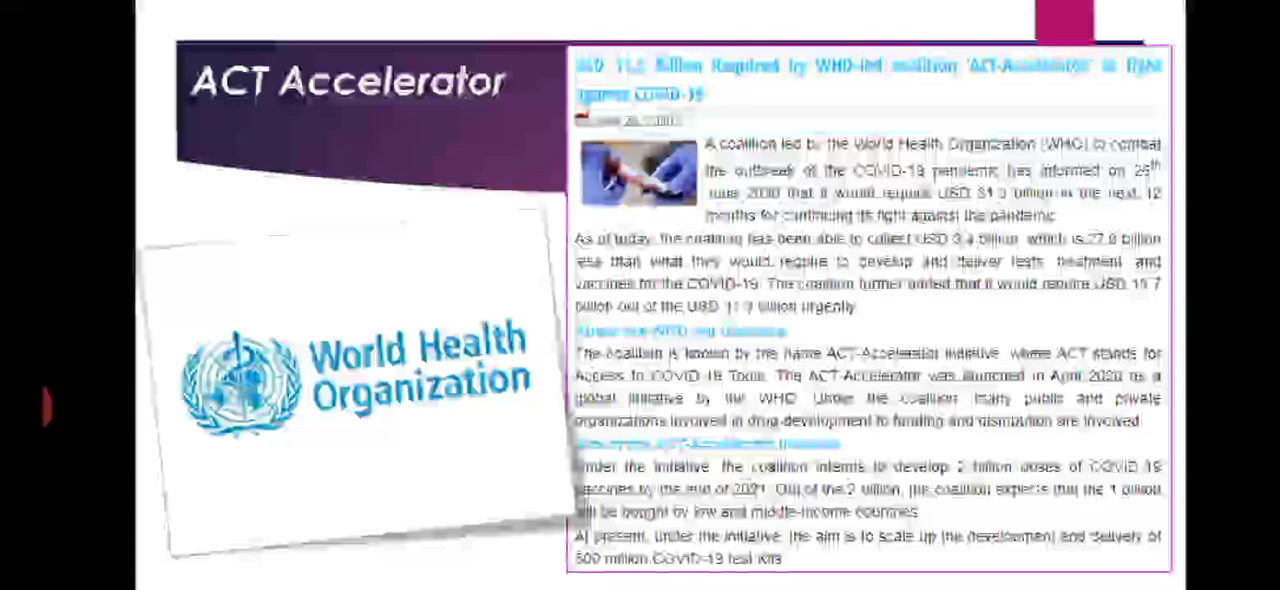 ACT Accelerator
Billion Required by WHO-led coalition 'ACT-Accelerator' to fight
against COVID-19
A coalition led by the World Health Organization (WHO) to combat
the outbreak of the COVID-19 pandemic has informed on 26th
June 2020 that it would require USD 31.3 billion in the next 12
months for continuing its fight against the pandemic.
As of today, the coalition has been able to collect USD 3.4 billion, which is 27.9 billion
less than what they would require to develop and deliver tests, treatment, and
vaccines for the COVID-19. The coalition further added that it would require USD 13.7
billion out of the USD billion urgently.
About the WHO-led
The coalition is known by the name ACT-Accelerator initiative, where ACT stands for
Access to COVID-19 Tools. The ACT-Accelerator was launched in April 2020 as a
global initiative by the WHO. Under the coalition, many public and private
organizations involved in drug-development to funding and distribution are involved.
ACT-Accelerator Initiative
Under the initiative, the coalition intends to develop 2 billion doses of COVID-19
vaccines by the end of 2021. Out of the 2 billion, the coalition expects that the 1 billion
will be bought by low and middle-income countries.
At present, under the initiative, the aim is to scale up the development and delivery of
500 million COVID-19 test kits.
World Health
Organization